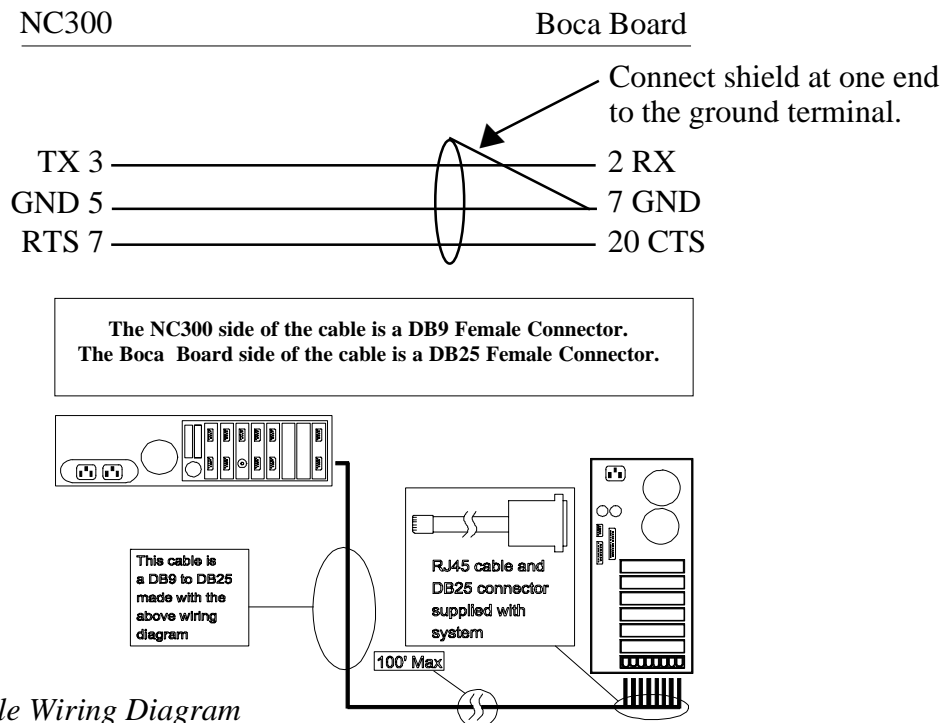 NC300 Boca Board
Connect shield at one end
to the ground terminal.
TX 3 2 RX
GND 5 7 GND
RTS 7 20 CTS
The NC300 side of the cable is a DB9 Female Connector.
The Boca Board side of the cable is a DB25 Female Connector.
This cable is
a DB9 to DB25
made with the
above wiring
diagram
RJ45 cable and
DB25 connector
supplied with
system
100' Max
le Wiring Diagram